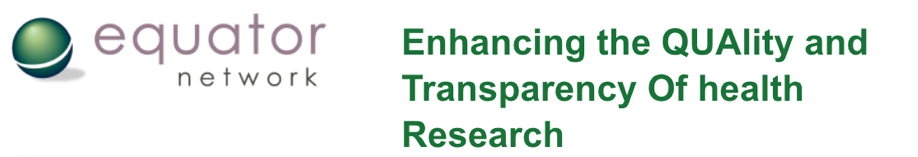 equator
network
Enhancing the QUAlity and
Transparency Of health
Research